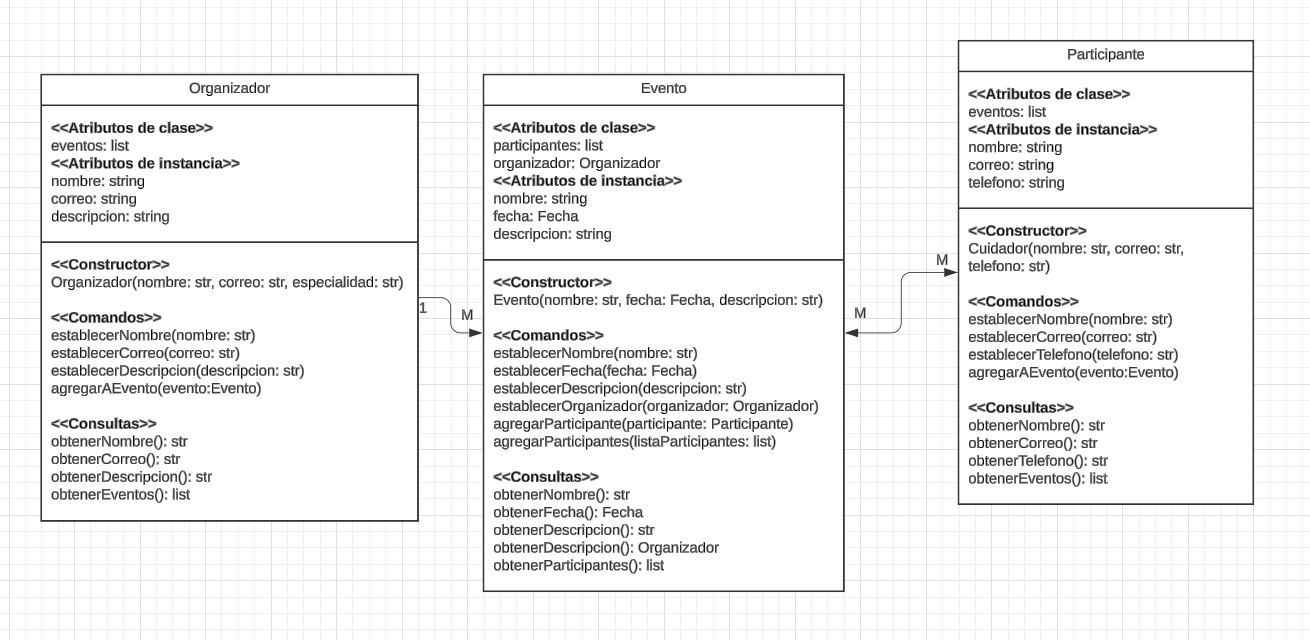 Organizador
<<Atributos de clase>>
eventos: list
<<Atributos de instancia>>
nombre: string
correo: string
descripcion: string
<<Constructor>>
Organizador(nombre: str, correo: str, especialidad: str)
<<Comandos>>
establecerNombre(nombre: str)
establecerCorreo(correo: str)
establecerDescripcion(descripcion: str)
agregarAEvento(evento:Evento)
<<Consultas>>
obtenerNombre(): str
obtenerCorreo(): str
obtenerDescripcion(): str
obtenerEventos(): list
1
M
Evento
<<Atributos de clase>>
participantes: list
organizador: Organizador
<<Atributos de instancia>>
nombre: string
fecha: Fecha
descripcion: string
<<Constructor>>
Evento(nombre: str, fecha: Fecha, descripcion: str)
<<Comandos>>
establecerNombre(nombre: str)
establecerFecha(fecha: Fecha)
establecerDescripcion(descripcion: str)
establecerOrganizador(organizador: Organizador)
agregarParticipante(participante: Participante)
agregarParticipantes(listaParticipantes: list)
<<Consultas>>
obtenerNombre(): str
obtenerFecha(): Fecha
obtenerDescripcion(): str
obtenerDescripcion(): Organizador
obtenerParticipantes(): list
M
M
Participante
<<Atributos de clase>>
eventos: list
<<Atributos de instancia>>
nombre: string
correo: string
telefono: string
<<Constructor>>
Cuidador(nombre: str, correo: str,
telefono: str)
<<Comandos>>
establecerNombre(nombre: str)
establecerCorreo(correo: str)
establecerTelefono(telefono: str)
agregarAEvento(evento:Evento)
<<Consultas>>
obtenerNombre(): str
obtenerCorreo(): str
obtenerTelefono(): str
obtenerEventos(): list